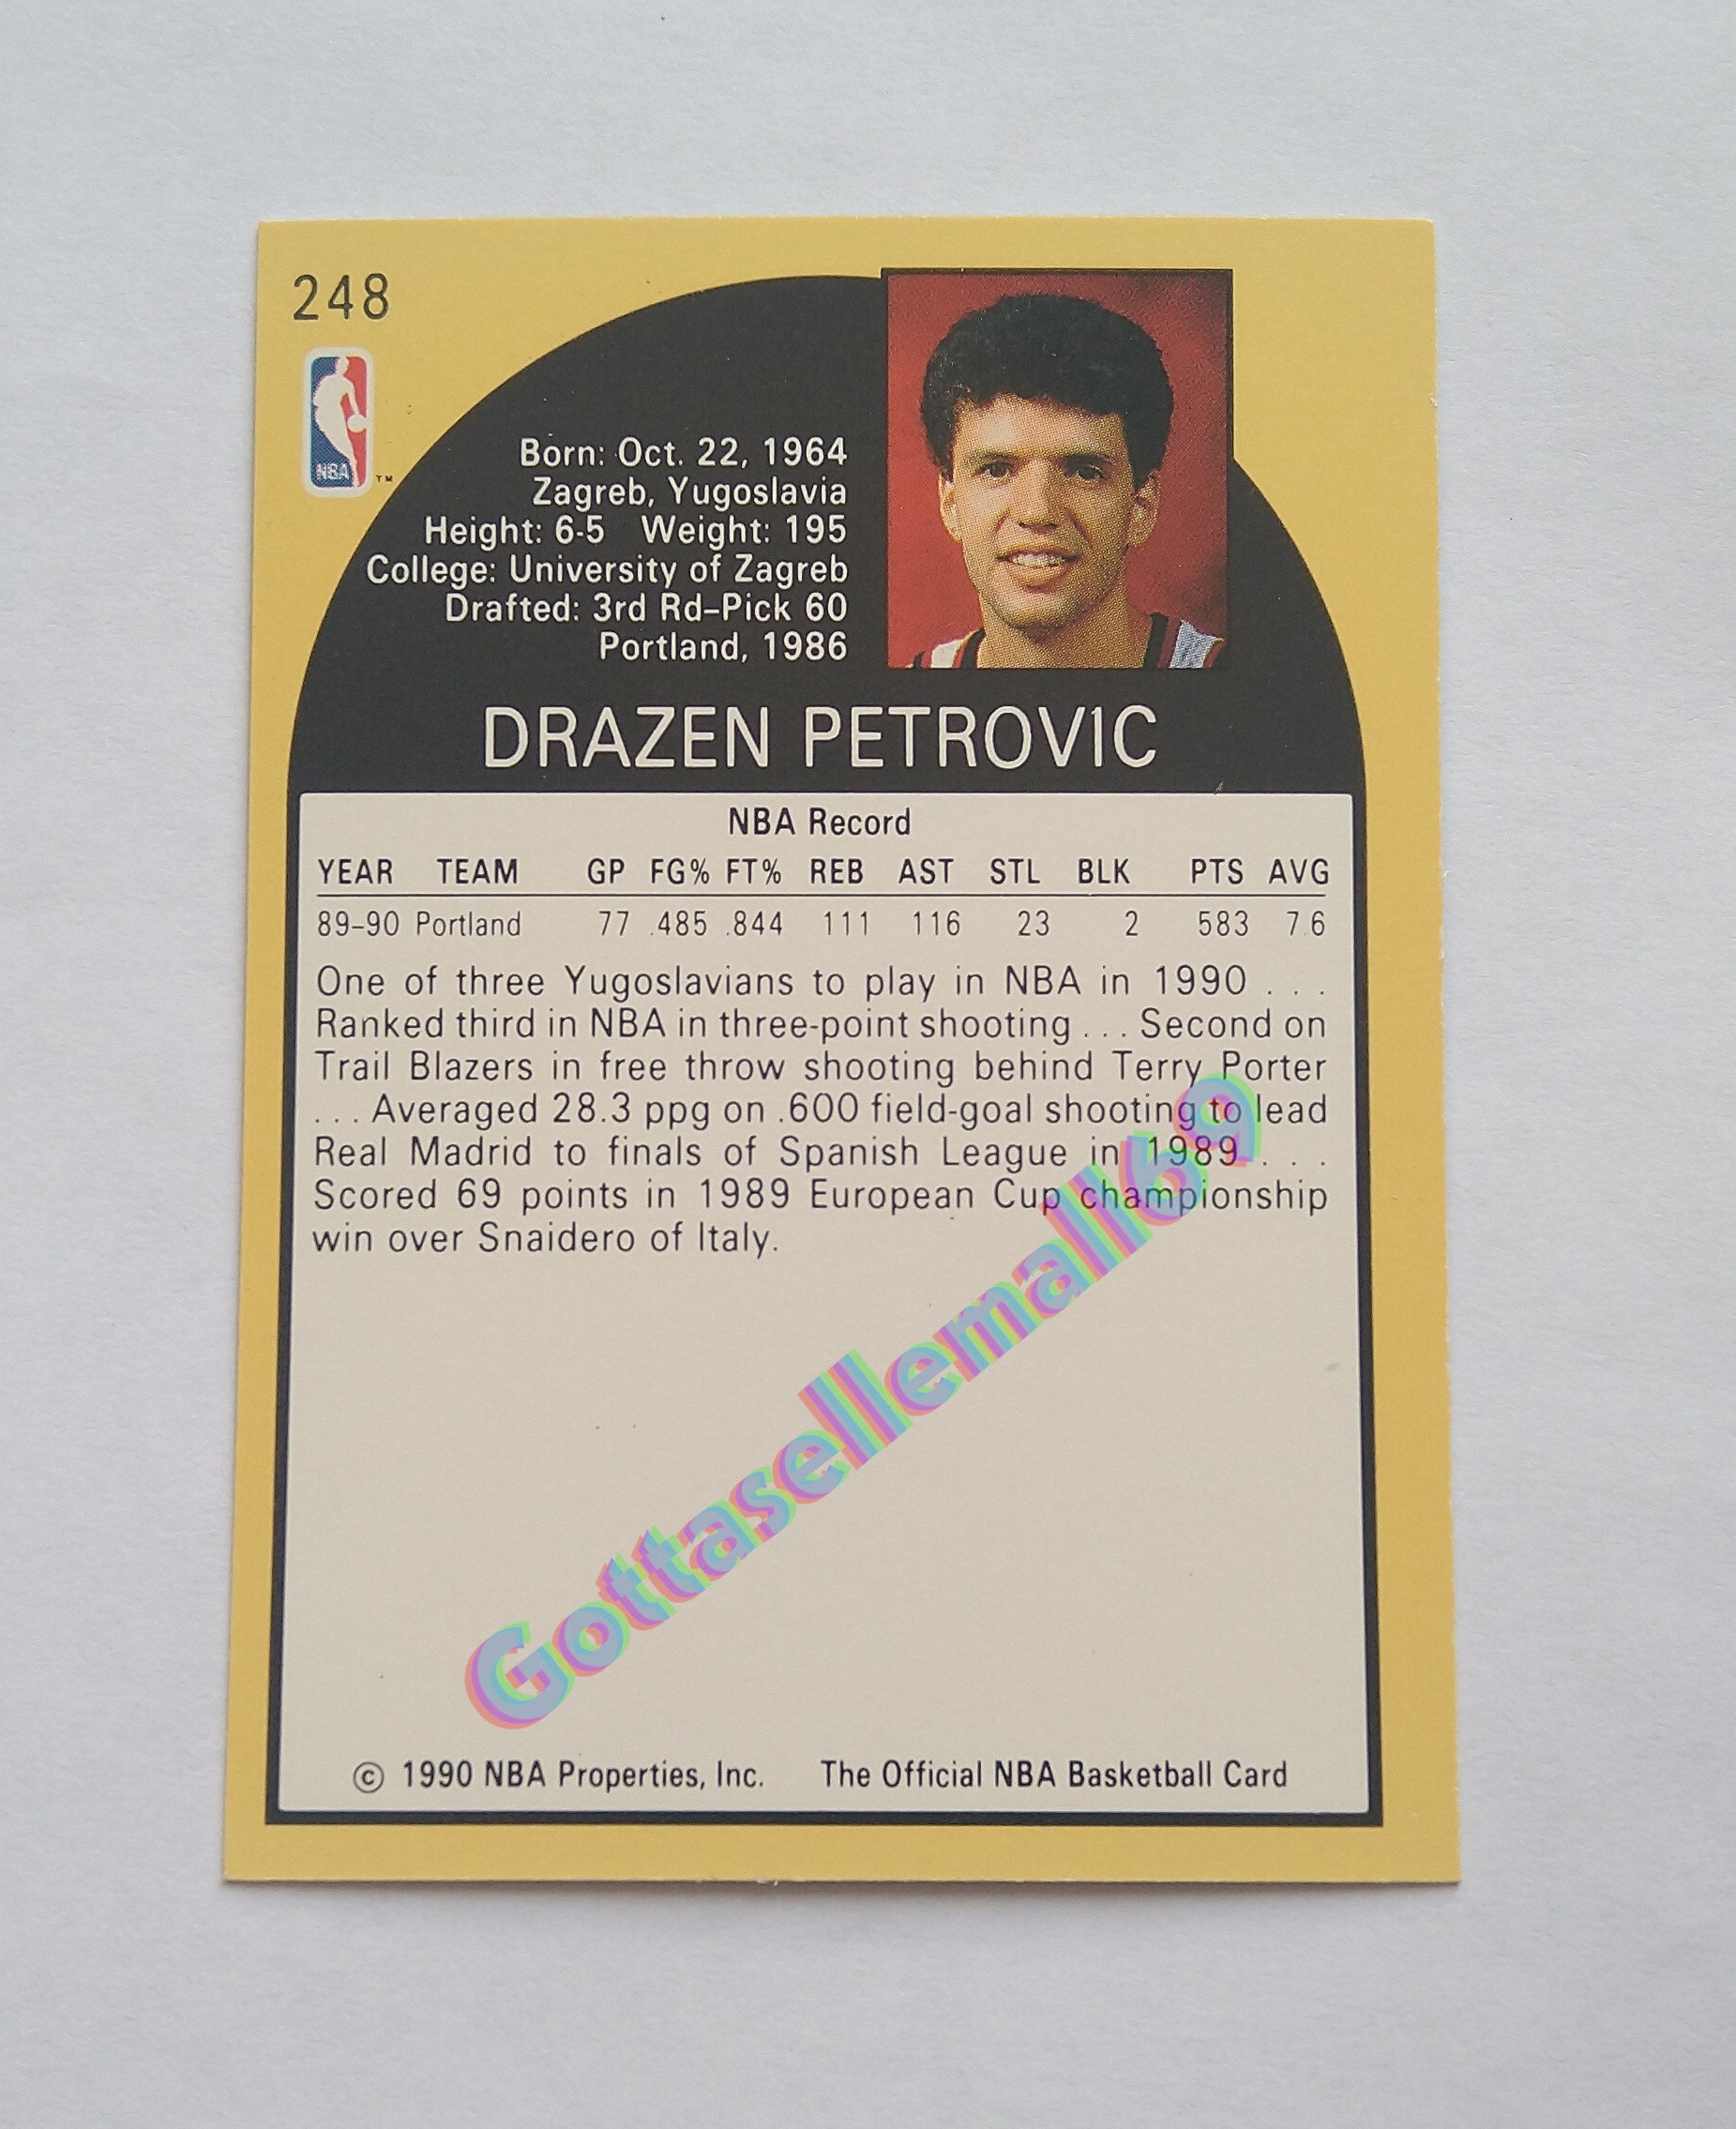 248
NBA
TM
Born: Oct. 22, 1964
Zagreb, Yugoslavia
Height: 6-5 Weight: 195
College: University of Zagreb
Drafted: 3rd Rd–Pick 60
Portland, 1986
DRAZEN PETROVIC
NBA Record
YEAR TEAM GP FG% FT% REB AST STL BLK PTS AVG
89–90 Portland 77 .485 .844 111 116 23 2 583 7.6
One of three Yugoslavians to play in NBA in 1990 . . .
Ranked third in NBA in three-point shooting . . . Second on
Trail Blazers in free throw shooting behind Terry Porter
. . . Averaged 28.3 ppg on .600 field-goal shooting to lead
Real Madrid to finals of Spanish League in 1989 . . .
Scored 69 points in 1989 European Cup championship
win over Snaidero of Italy.
Gottasellemall69
© 1990 NBA Properties, Inc. The Official NBA Basketball Card